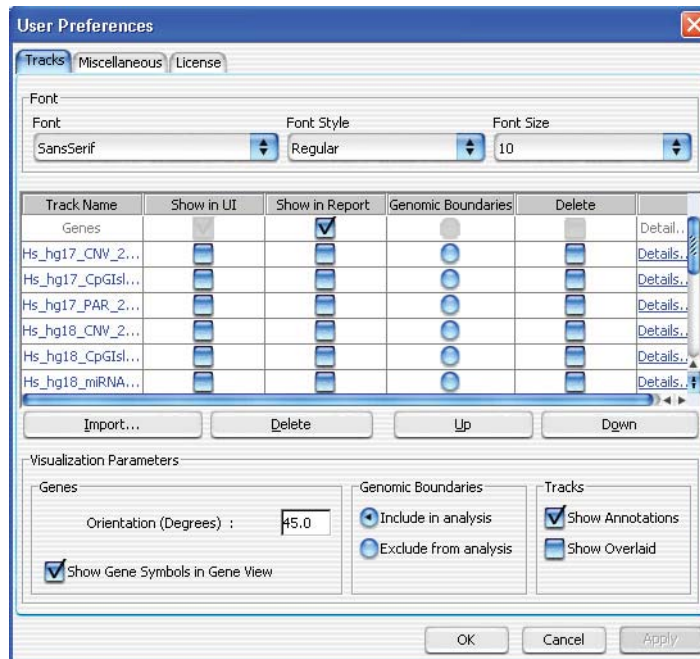 User Preferences
Tracks Miscellaneous License
Font
Font Font Style Font Size
SansSerif Regular 10
Track Name Show in UI Show in Report Genomic Boundaries Delete
Genes Detail...
Hs_hg17_CNV_2... Details...
Hs_hg17_CpGIsl... Details...
Hs_hg17_PAR_2... Details...
Hs_hg18_CNV_2... Details...
Hs_hg18_CpGIsl... Details...
Hs_hg18_miRNA... Details...
Import... Delete Up Down
Visualization Parameters
Genes Genomic Boundaries Tracks
Orientation (Degrees) : 45.0 Include in analysis Show Annotations
Exclude from analysis Show Overlaid
Show Gene Symbols in Gene View
OK Cancel Apply